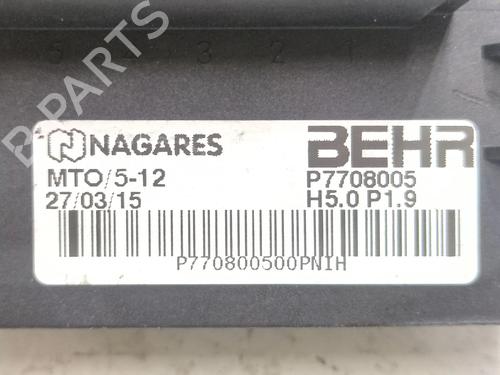 5 3 2 1
B PARTS
NAGARES BEHR
MTO/5-12 P7708005
27/03/15 H5.0 P1.9
P770800500PNIH